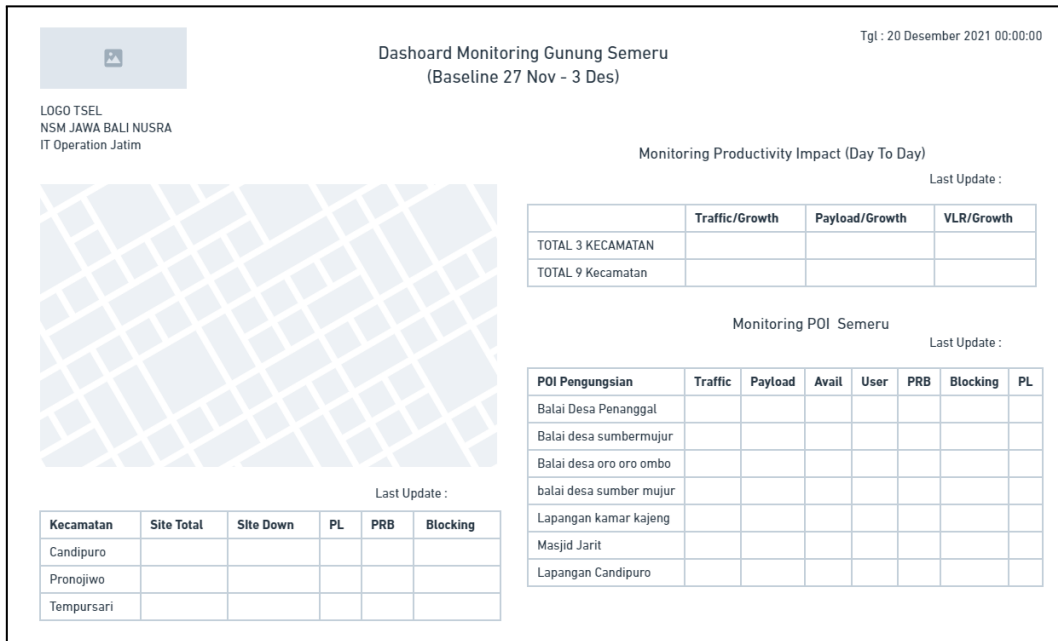 Tgl : 20 Desember 2021 00:00:00
Dashoard Monitoring Gunung Semeru
(Baseline 27 Nov - 3 Des)
LOGO TSEL
NSM JAWA BALI NUSRA
IT Operation Jatim
Monitoring Productivity Impact (Day To Day)
Last Update :
Traffic/Growth Payload/Growth VLR/Growth
TOTAL 3 KECAMATAN
TOTAL 9 Kecamatan
Monitoring POI Semeru
Last Update :
POI Pengungsian Traffic Payload Avail User PRB Blocking PL
Balai Desa Penanggal
Balai desa sumbermujur
Balai desa oro oro ombo
balai desa sumber mujur
Lapangan kamar kajeng
Masjid Jarit
Lapangan Candipuro
Last Update :
Kecamatan Site Total SIte Down PL PRB Blocking
Candipuro
Pronojiwo
Tempursari